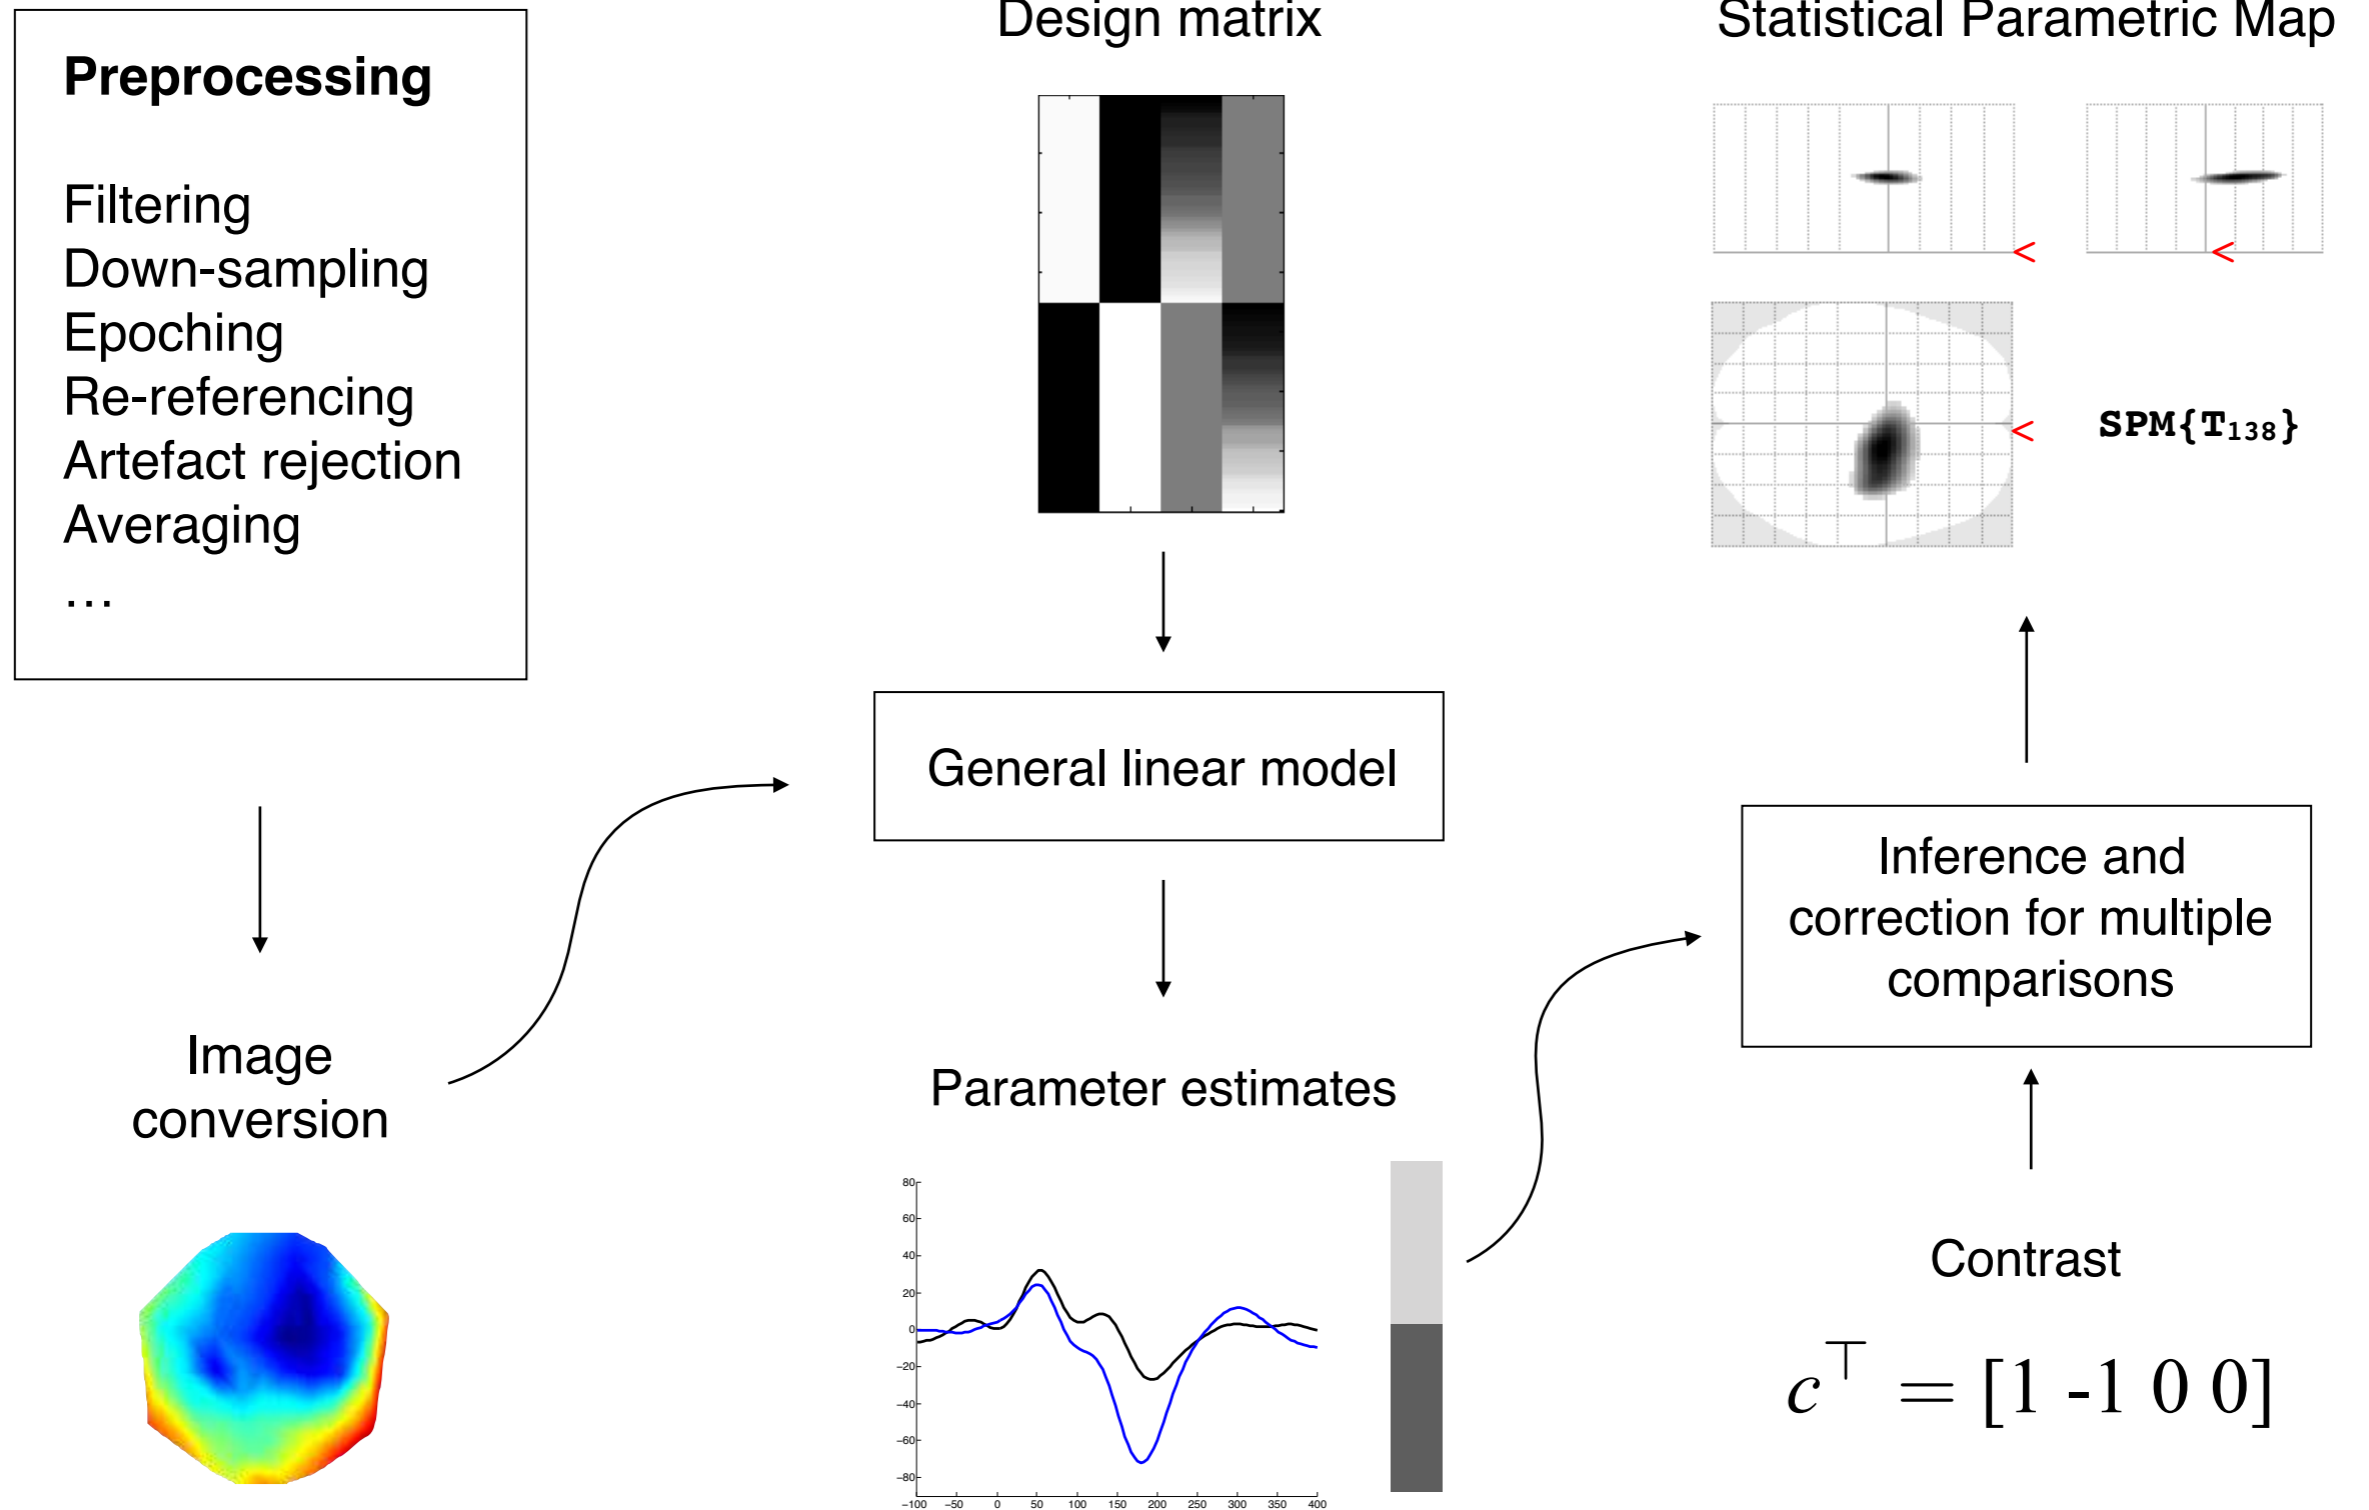 Preprocessing
Filtering
Down-sampling
Epoching
Re-referencing
Artefact rejection
Averaging
…
Image
conversion
Design matrix
General linear model
Parameter estimates
80
60
40
20
0
−20
−40
−60
−80
−100 −50 0 50 100 150 200 250 300 350 400
Statistical Parametric Map
<
<
<
SPM{T₁₃₈}
Inference and
correction for multiple
comparisons
Contrast
c⊤ = [1 -1 0 0]